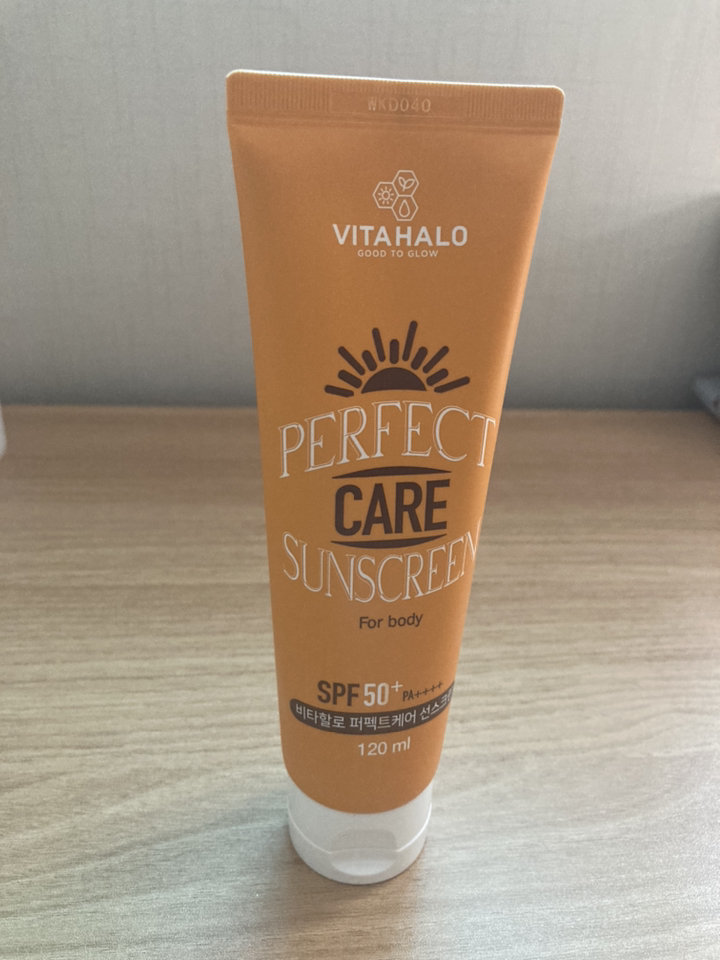 WKD040
VITAHALO
GOOD TO GLOW
PERFECT
CARE
SUNSCREEN
For body
SPF50+ PA++++
비타할로 퍼펙트케어 선스크린
120 ml